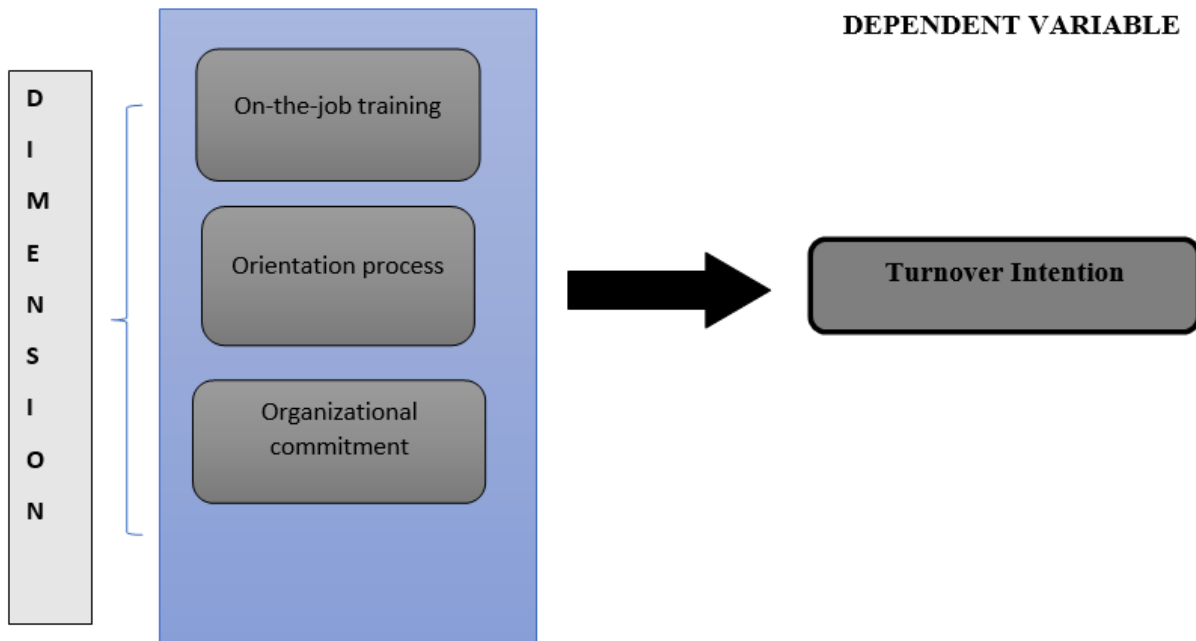 DEPENDENT VARIABLE
D
I
M
E
N
S
I
O
N
On-the-job training
Orientation process
Organizational
commitment
Turnover Intention